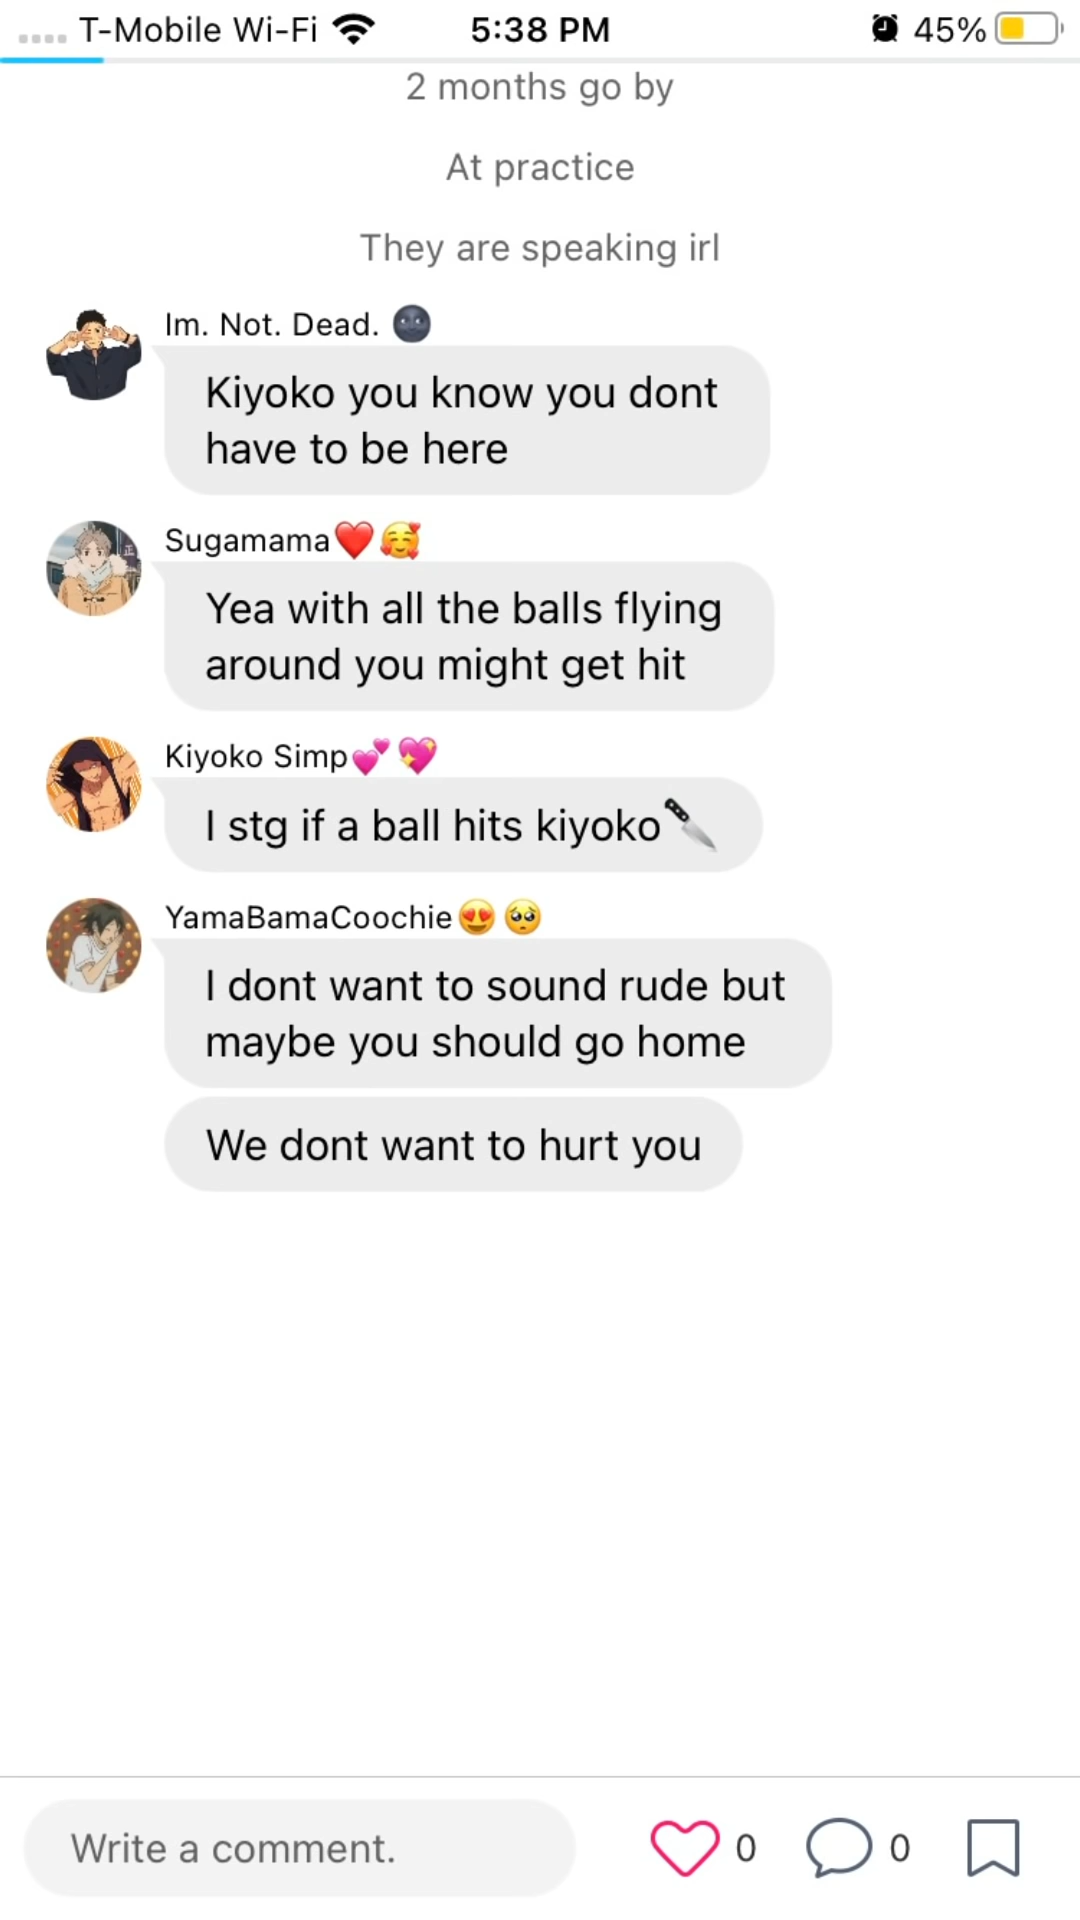 T-Mobile Wi-Fi 5:38 PM 45%
2 months go by
At practice
They are speaking irl
Im. Not. Dead. 🌚
Kiyoko you know you dont
have to be here
Sugamama❤️🥰
Yea with all the balls flying
around you might get hit
Kiyoko Simp💕💖
I stg if a ball hits kiyoko🔪
YamaBamaCoochie😍🥺
I dont want to sound rude but
maybe you should go home
We dont want to hurt you
Write a comment. 0 0